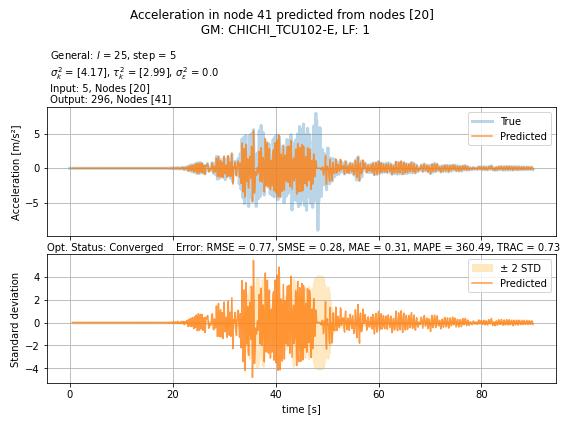 Acceleration in node 41 predicted from nodes [20]
GM: CHICHI_TCU102-E, LF: 1
General: l = 25, step = 5
σ²ₖ = [4.17], τ²ₖ = [2.99], σ²ε = 0.0
Input: 5, Nodes [20]
Output: 296, Nodes [41]
Acceleration [m/s²]
5
0
−5
True
Predicted
Opt. Status: Converged Error: RMSE = 0.77, SMSE = 0.28, MAE = 0.31, MAPE = 360.49, TRAC = 0.73
Standard deviation
4
2
0
−2
−4
± 2 STD
Predicted
0 20 40 60 80
time [s]